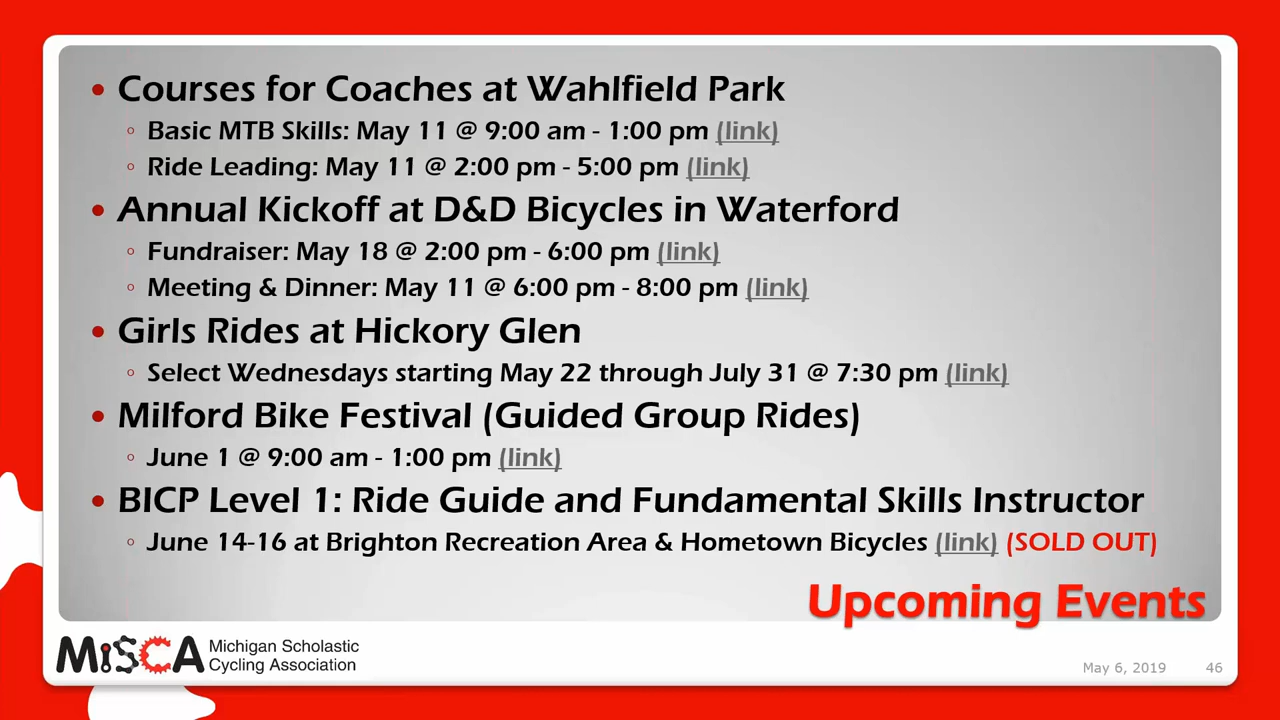 Courses for Coaches at Wahlfield Park
Basic MTB Skills: May 11 @ 9:00 am - 1:00 pm (link)
Ride Leading: May 11 @ 2:00 pm - 5:00 pm (link)
Annual Kickoff at D&D Bicycles in Waterford
Fundraiser: May 18 @ 2:00 pm - 6:00 pm (link)
Meeting & Dinner: May 11 @ 6:00 pm - 8:00 pm (link)
Girls Rides at Hickory Glen
Select Wednesdays starting May 22 through July 31 @ 7:30 pm (link)
Milford Bike Festival (Guided Group Rides)
June 1 @ 9:00 am - 1:00 pm (link)
BICP Level 1: Ride Guide and Fundamental Skills Instructor
June 14-16 at Brighton Recreation Area & Hometown Bicycles (link) (SOLD OUT)
Upcoming Events
MiSCA Michigan Scholastic
Cycling Association
May 6, 2019 46